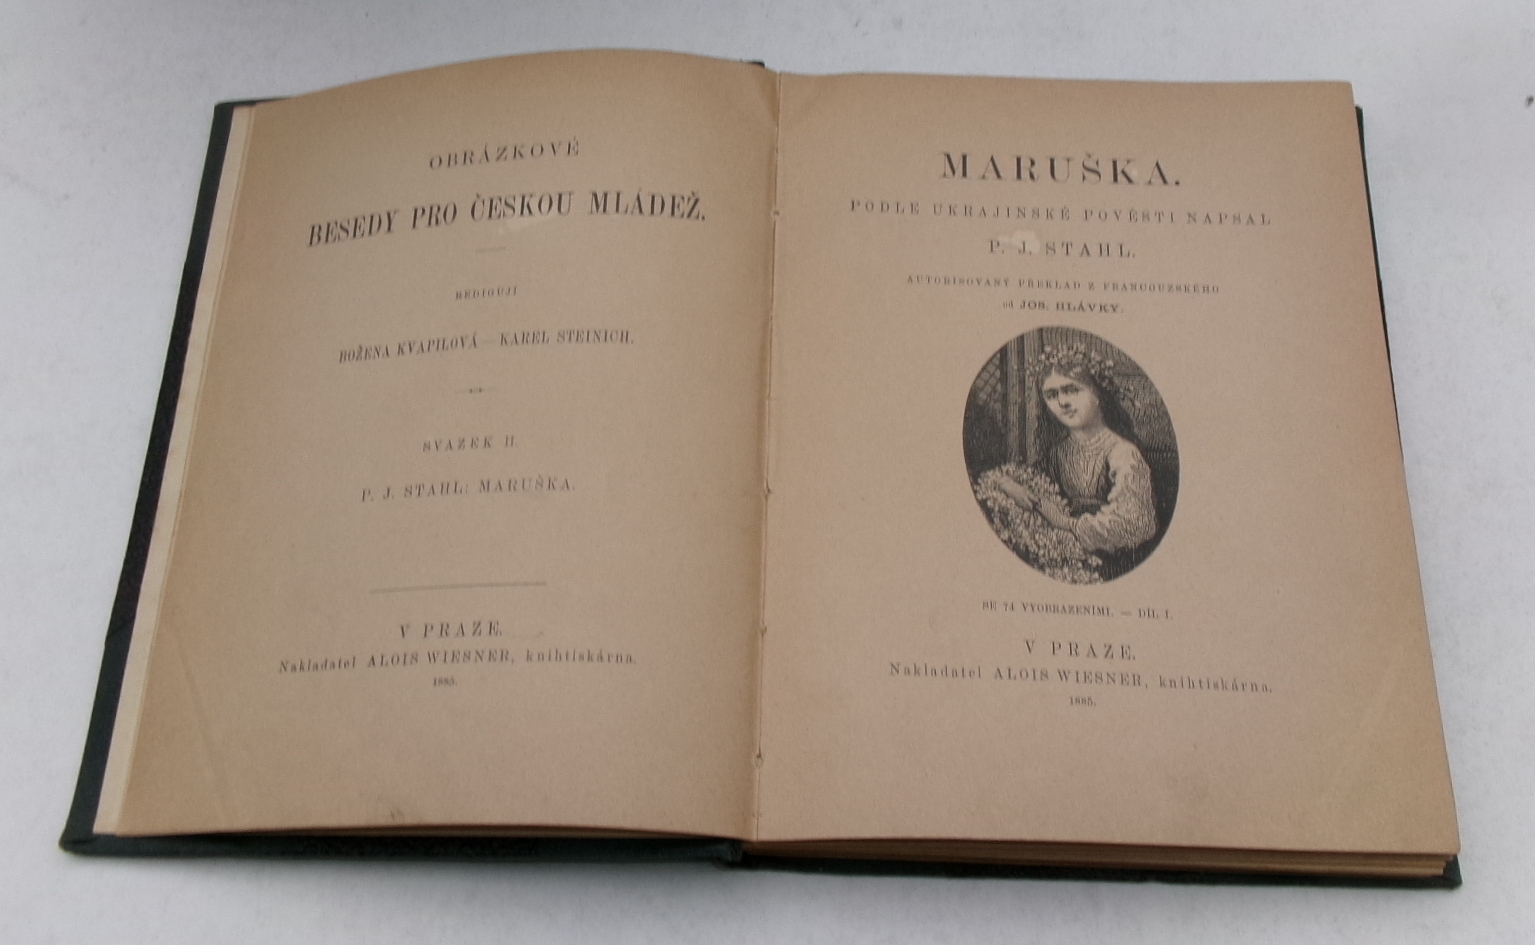 OBRÁZKOVÉ
BESEDY PRO ČESKOU MLÁDEŽ.
REDIGUJÍ
BOŽENA KVAPILOVÁ — KAREL STEINICH.
SVAZEK II.
P. J. STAHL: MARUŠKA.
V PRAZE.
Nakladatel ALOIS WIESNER, knihtiskárna.
1885.
MARUŠKA.
PODLE UKRAJINSKÉ POVĚSTI NAPSAL
P. J. STAHL.
AUTORISOVANÝ PŘEKLAD Z FRANCOUZSKÉHO
od JOS. HLÁVKY.
SE 74 VYOBRAZENÍMI. — DÍL I.
V PRAZE.
Nakladatel ALOIS WIESNER, knihtiskárna.
1885.